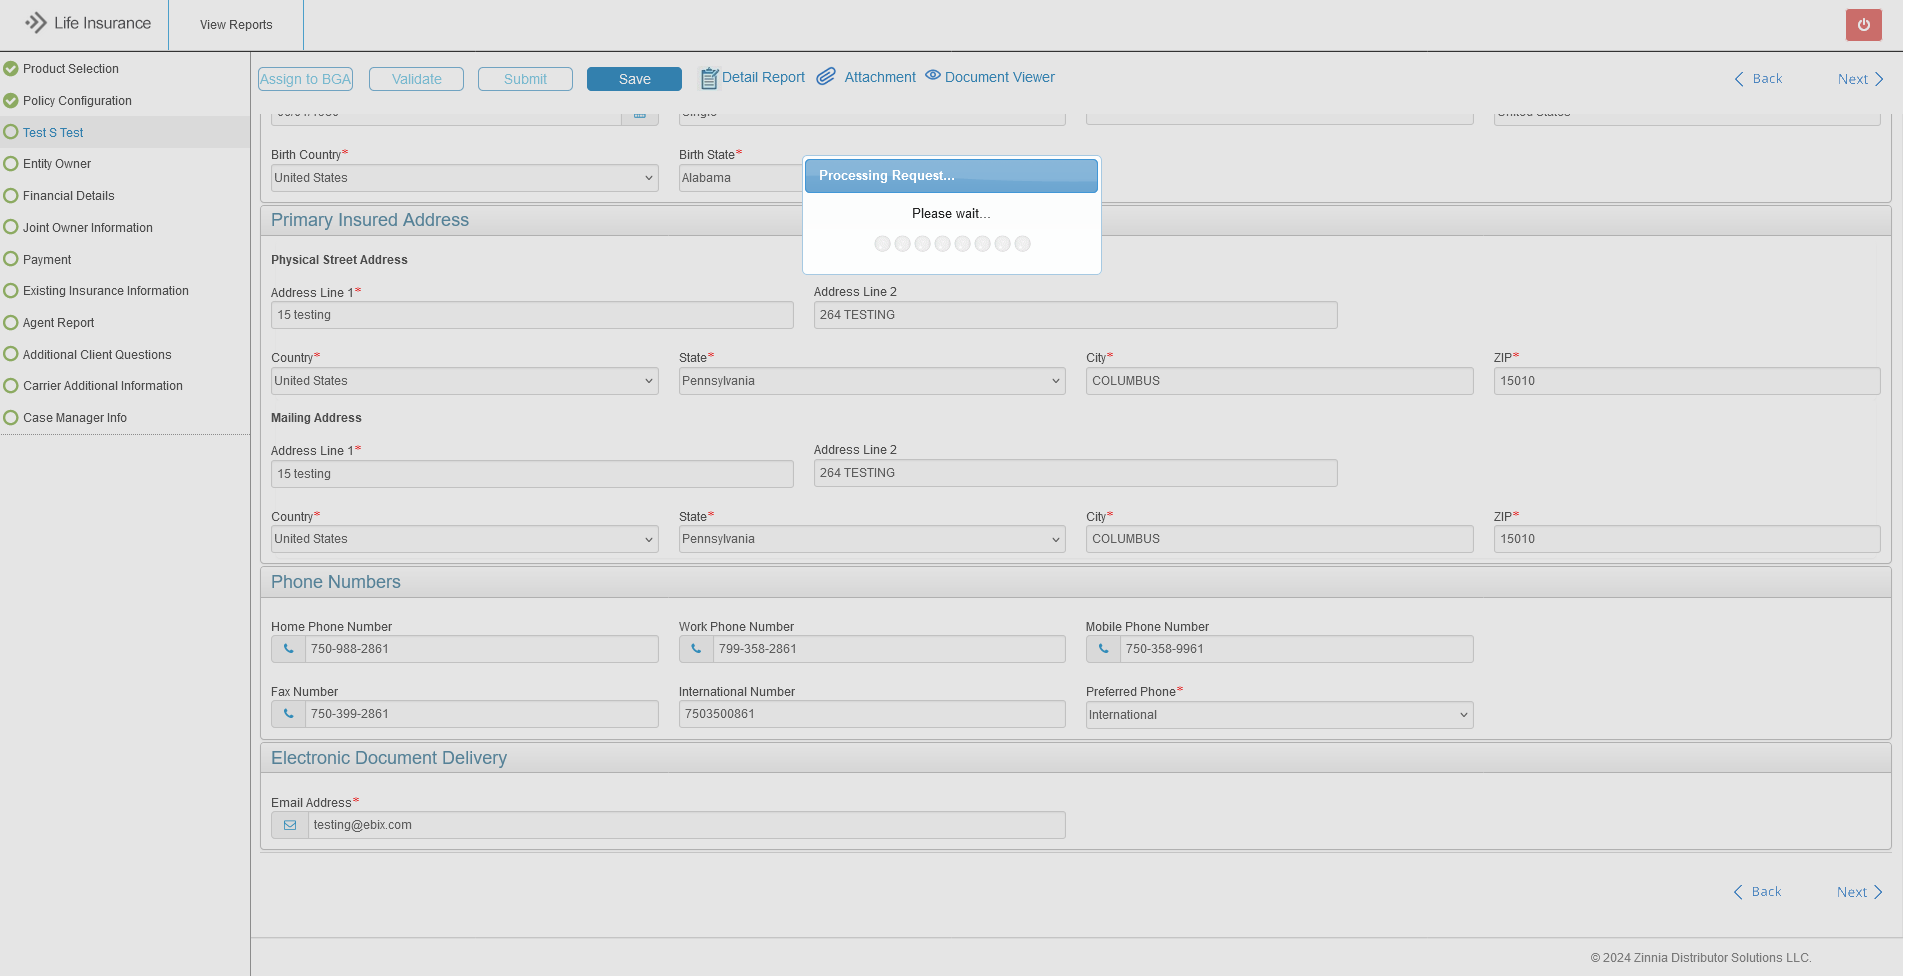 Life Insurance
View Reports
Product Selection
Policy Configuration
Test S Test
Entity Owner
Financial Details
Joint Owner Information
Payment
Existing Insurance Information
Agent Report
Additional Client Questions
Carrier Additional Information
Case Manager Info
Assign to BGA Validate Submit Save Detail Report Attachment Document Viewer Back Next
Birth Country* Birth State*
United States Alabama
Processing Request...
Please wait...
Primary Insured Address
Physical Street Address
Address Line 1* Address Line 2
15 testing 264 TESTING
Country* State* City* ZIP*
United States Pennsylvania COLUMBUS 15010
Mailing Address
Address Line 1* Address Line 2
15 testing 264 TESTING
Country* State* City* ZIP*
United States Pennsylvania COLUMBUS 15010
Phone Numbers
Home Phone Number Work Phone Number Mobile Phone Number
750-988-2861 799-358-2861 750-358-9961
Fax Number International Number Preferred Phone*
750-399-2861 7503500861 International
Electronic Document Delivery
Email Address*
testing@ebix.com
Back Next
© 2024 Zinnia Distributor Solutions LLC.